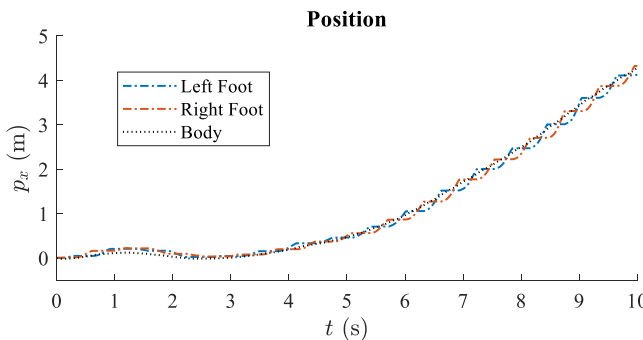 Position
5
4
3
2
1
0
p_x (m)
Left Foot
Right Foot
Body
0 1 2 3 4 5 6 7 8 9 10
t (s)